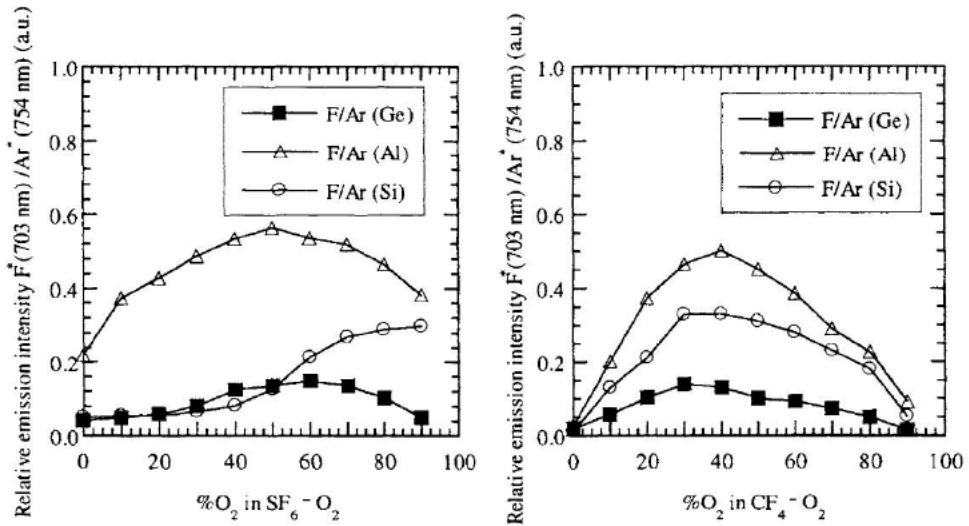 Relative emission intensity F* (703 nm) /Ar* (754 nm) (a.u.)
1.0
0.8
0.6
0.4
0.2
0.0
F/Ar (Ge)
F/Ar (Al)
F/Ar (Si)
0 20 40 60 80 100
%O2 in SF6 - O2
Relative emission intensity F* (703 nm) /Ar* (754 nm) (a.u.)
1.0
0.8
0.6
0.4
0.2
0.0
F/Ar (Ge)
F/Ar (Al)
F/Ar (Si)
0 20 40 60 80 100
%O2 in CF4 - O2